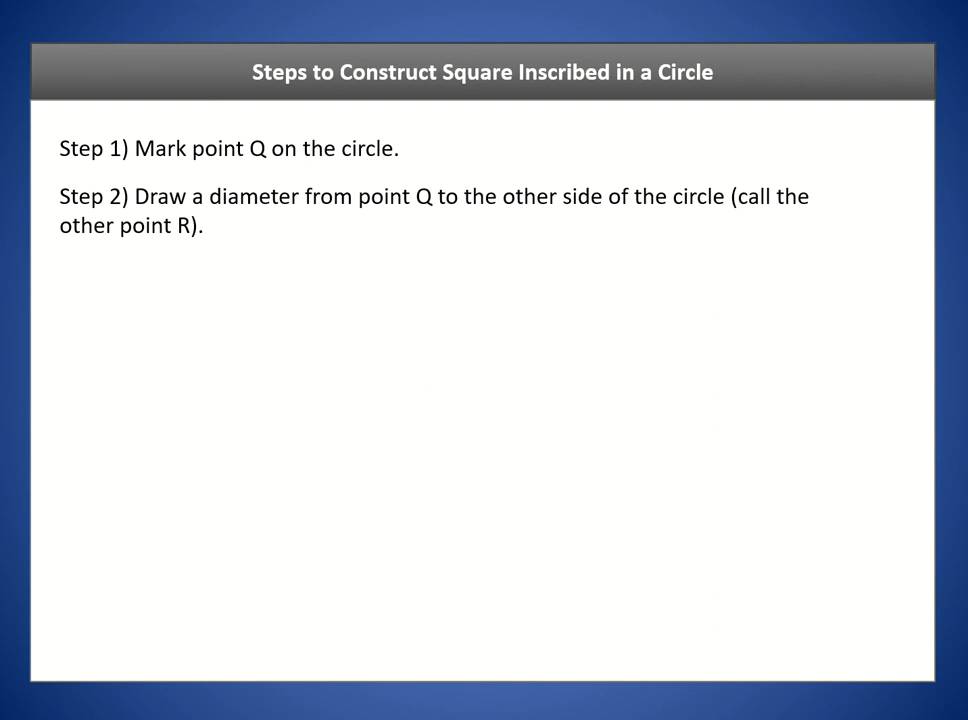 Steps to Construct Square Inscribed in a Circle
Step 1) Mark point Q on the circle.
Step 2) Draw a diameter from point Q to the other side of the circle (call the
other point R).